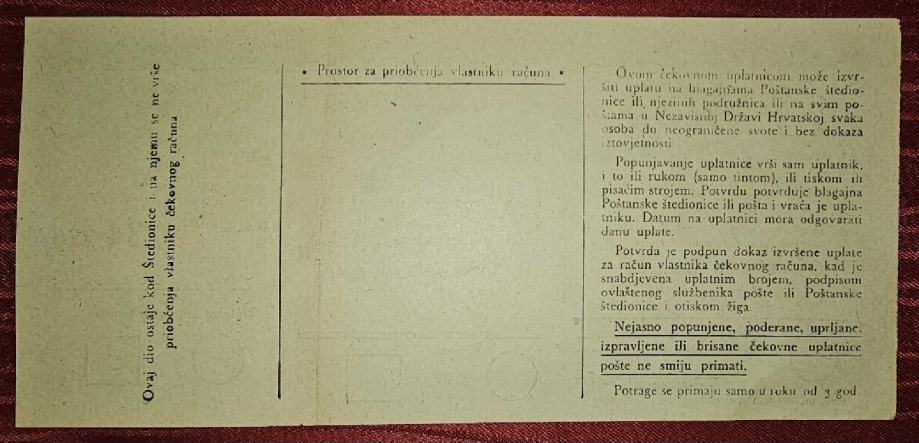 Ovaj dio ostaje kod Štedionice i na njemu se ne vrše
priobćenja vlastniku čekovnog računa
• Prostor za priobćenja vlastniku računa •
Ovom čekovnom uplatnicom može izvr-
šiti uplatu na blagajnama Poštanske štedio-
nice ili njezinih podružnica ili na svim po-
štama u Nezavisnoj Državi Hrvatskoj svaka
osoba do neograničene svote i bez dokaza
iztovjetnosti.
Popunjavanje uplatnice vrši sam uplatnik,
i to ili rukom (samo tintom), ili tiskom ili
pisaćim strojem. Potvrdu potvrduje blagajna
Poštanske štedionice ili pošta i vraća je upla-
tniku. Datum na uplatnici mora odgovarati
danu uplate.
Potvrda je podpun dokaz izvršene uplate
za račun vlastnika čekovnog računa, kad je
snabdjevena uplatnim brojem, podpisom
ovlaštenog službenika pošte ili Poštanske
štedionice i otiskom žiga.
Nejasno popunjene, poderane, uprljane,
izpravljene ili brisane čekovne uplatnice
pošte ne smiju primati.
Potrage se primaju samo u roku od 3 god.